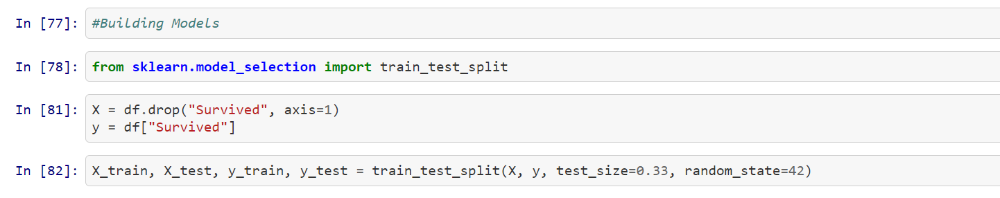 In [77]: #Building Models
In [78]: from sklearn.model_selection import train_test_split
In [81]: X = df.drop("Survived", axis=1)
y = df["Survived"]
In [82]: X_train, X_test, y_train, y_test = train_test_split(X, y, test_size=0.33, random_state=42)